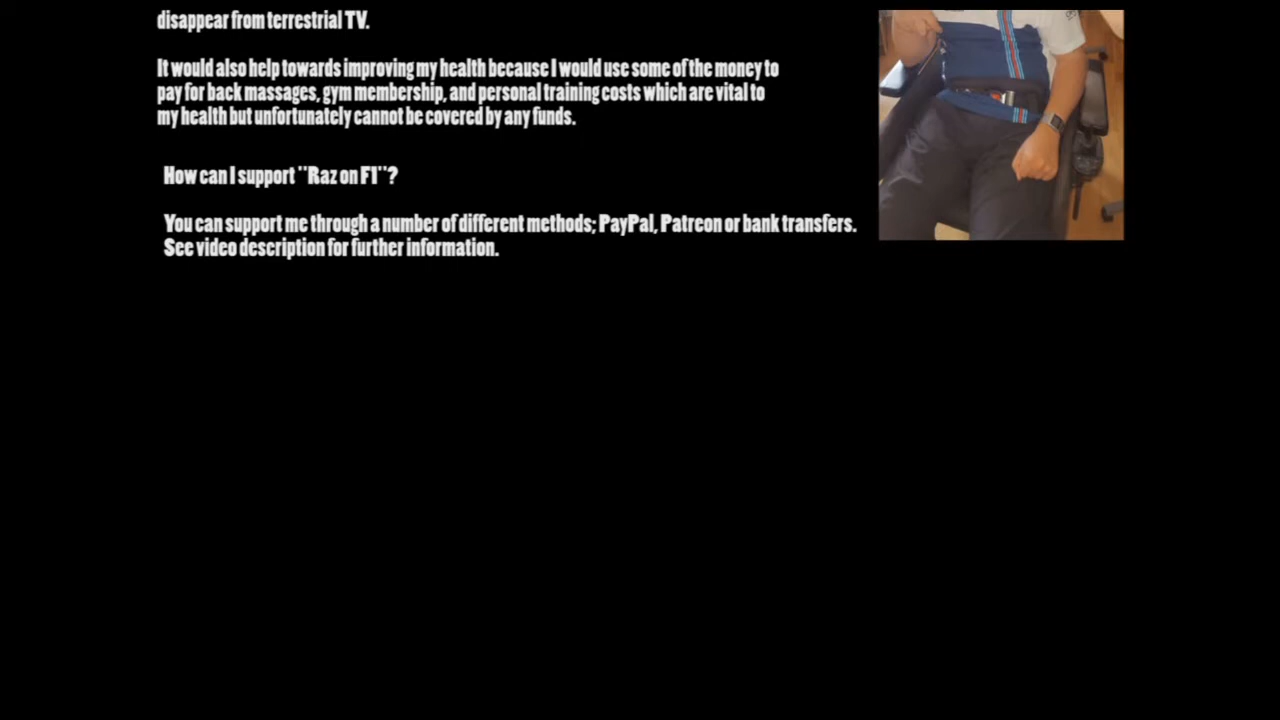 disappear from terrestrial TV.
It would also help towards improving my health because I would use some of the money to
pay for back massages, gym membership, and personal training costs which are vital to
my health but unfortunately cannot be covered by any funds.
How can I support "Raz on F1"?
You can support me through a number of different methods; PayPal, Patreon or bank transfers.
See video description for further information.